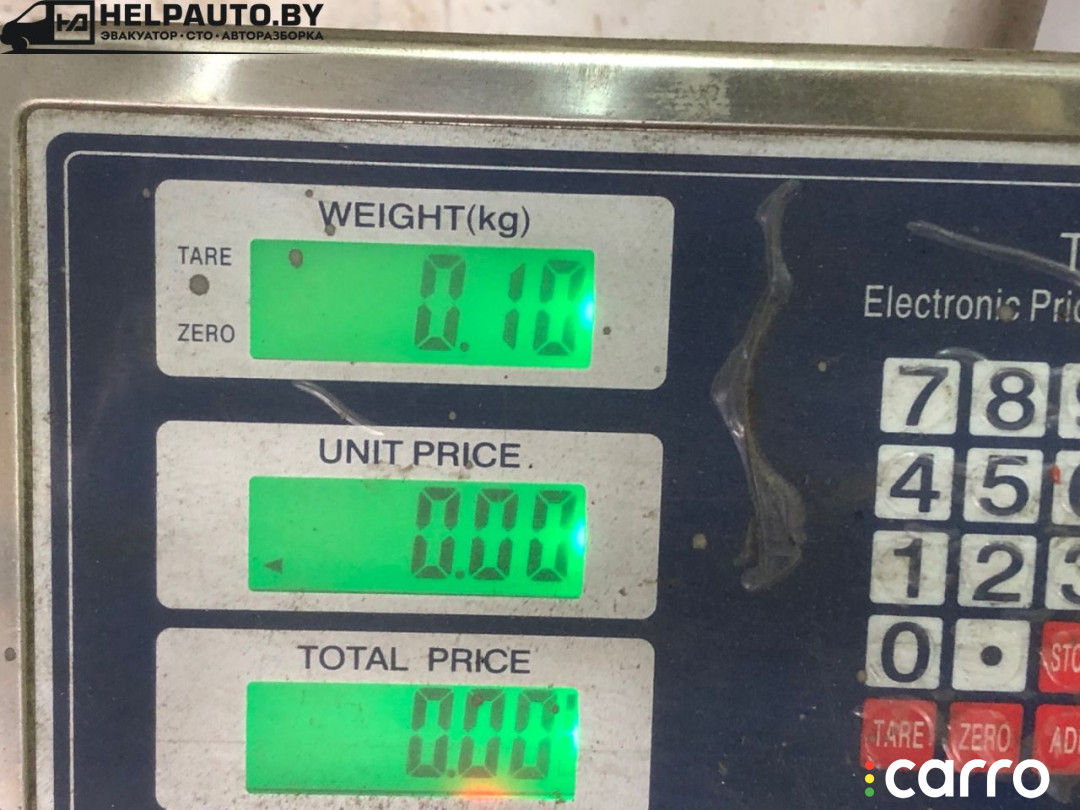 HELPAUTO.BY
ЭВАКУАТОР • СТО • АВТОРАЗБОРКА
WEIGHT(kg)
TARE
ZERO
0.10
Electronic
UNIT PRICE
0.00
TOTAL PRICE
0.00
7 8
4 5
1 2 3
0 .
TARE ZERO
carro